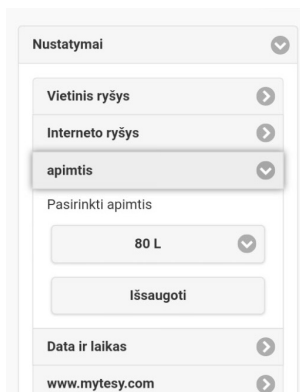 Nustatymai
Vietinis ryšys
Interneto ryšys
apimtis
Pasirinkti apimtis
80 L
Išsaugoti
Data ir laikas
www.mytesy.com